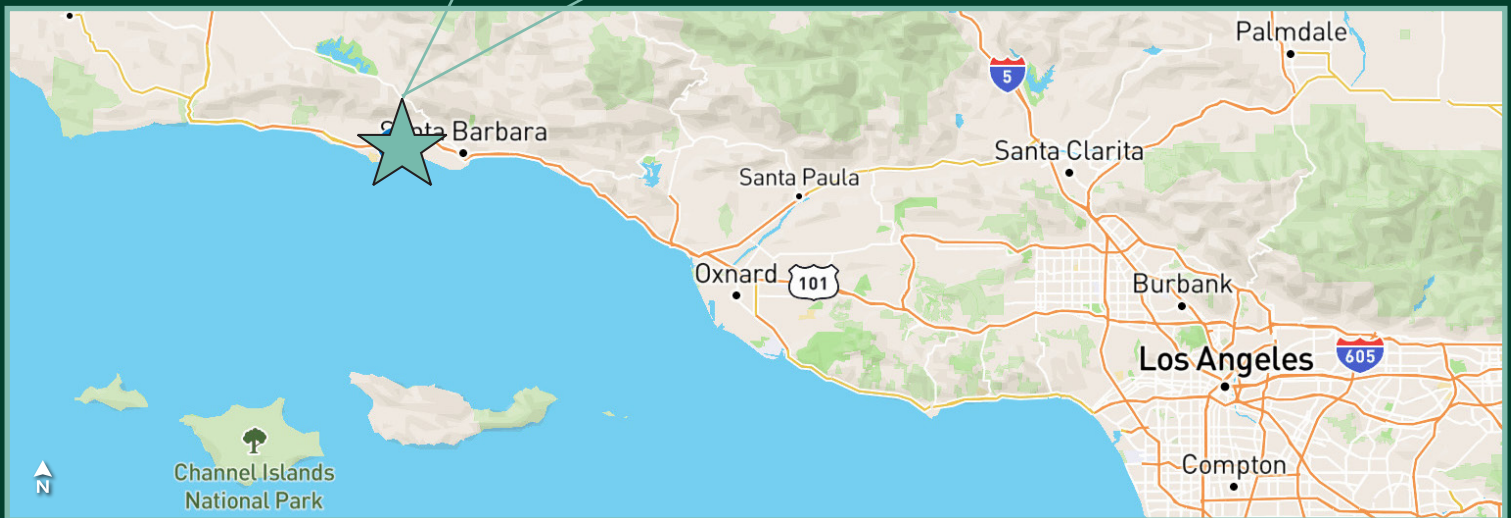 Palmdale
5
Santa Barbara
Santa Clarita
Santa Paula
Oxnard
101
Burbank
Los Angeles
605
Channel Islands
National Park
N
Compton